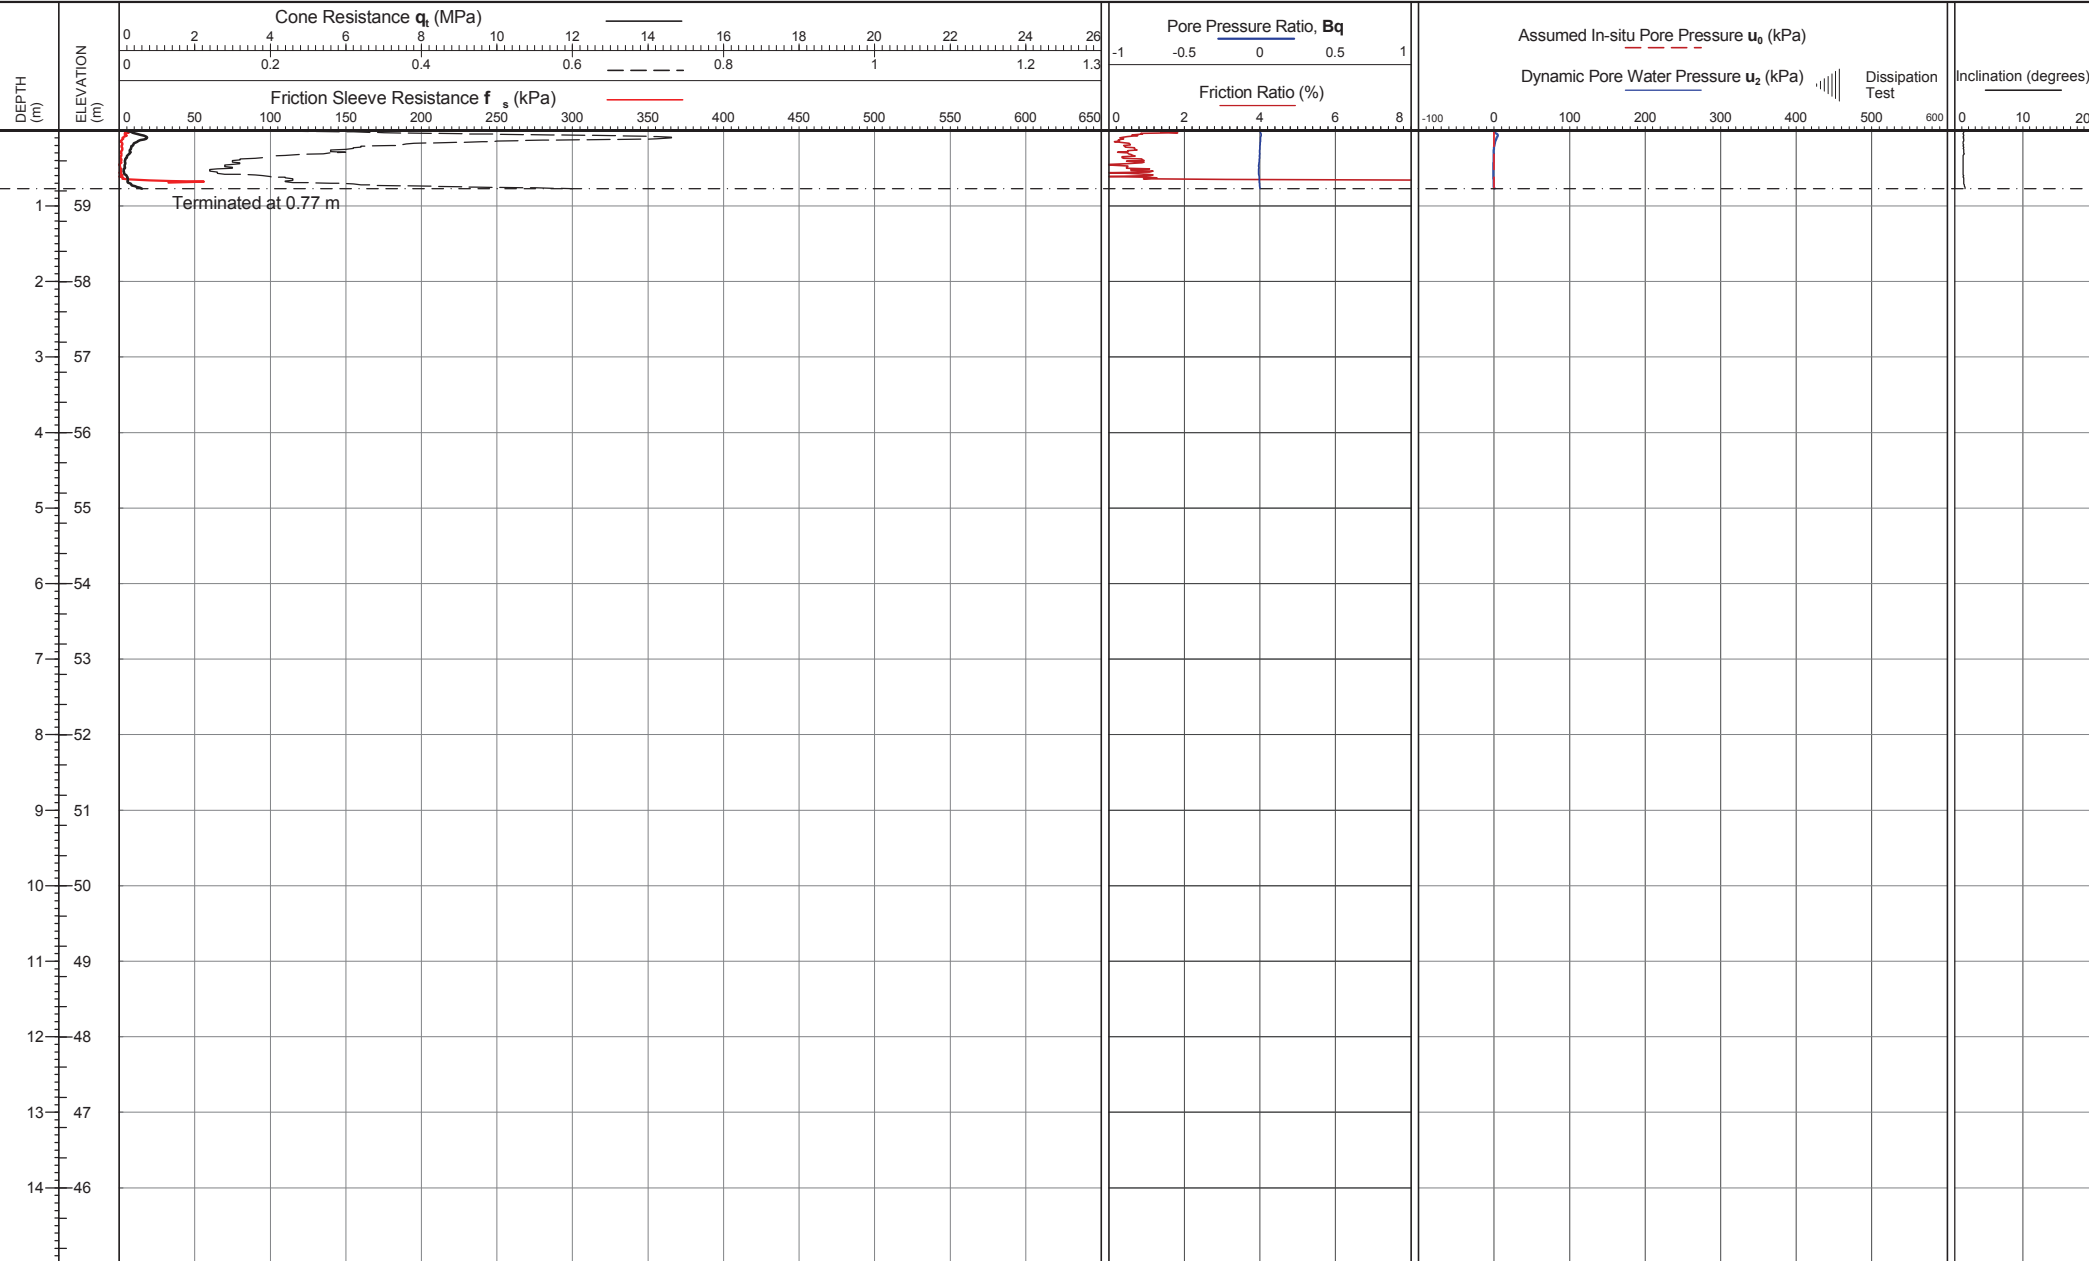 Cone Resistance qt (MPa)
0 2 4 6 8 10 12 14 16 18 20 22 24 26
0 0.2 0.4 0.6 0.8 1 1.2 1.3
Friction Sleeve Resistance f s (kPa)
0 50 100 150 200 250 300 350 400 450 500 550 600 650
DEPTH
(m)
ELEVATION
(m)
Pore Pressure Ratio, Bq
-1 -0.5 0 0.5 1
Friction Ratio (%)
0 2 4 6 8
Assumed In-situ Pore Pressure u0 (kPa)
Dynamic Pore Water Pressure u2 (kPa)
Dissipation
Test
-100 0 100 200 300 400 500 600
Inclination (degrees)
0 10 20
Terminated at 0.77 m
1 59
2 58
3 57
4 56
5 55
6 54
7 53
8 52
9 51
10 50
11 49
12 48
13 47
14 46